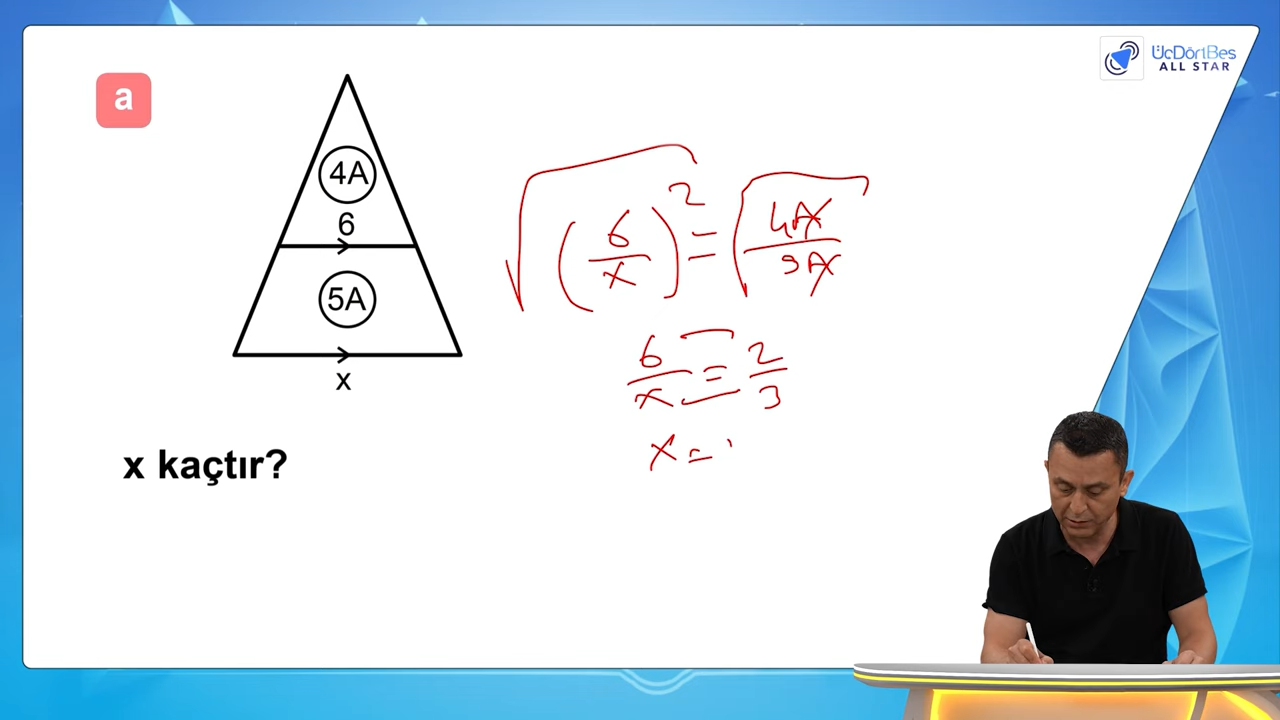 a
ÜçDörtBeş
ALL STAR
4A
6
5A
x
(6/x)² = 4A/9A
6/x = 2/3
x =
x kaçtır?